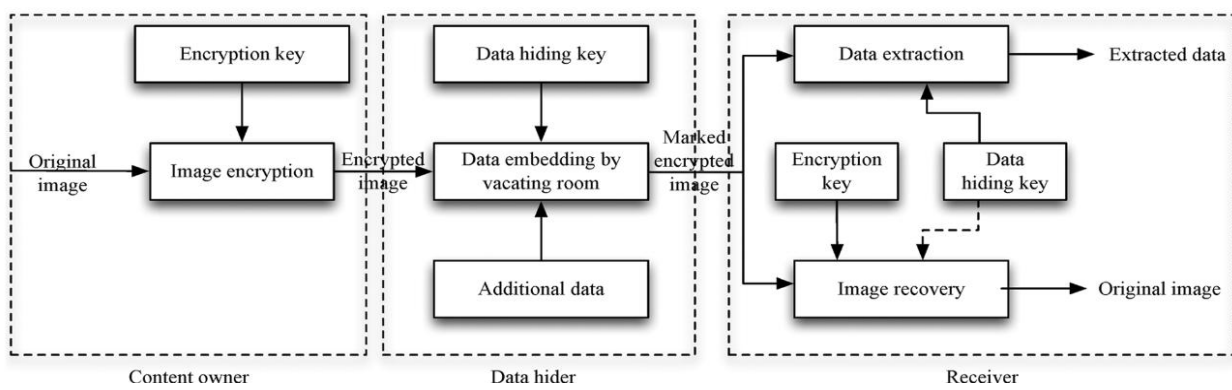 Encryption key
Original
image
Image encryption
Content owner
Encrypted
image
Data hiding key
Data embedding by
vacating room
Additional data
Data hider
Marked
encrypted
image
Data extraction
Extracted data
Encryption
key
Data
hiding key
Image recovery
Original image
Receiver